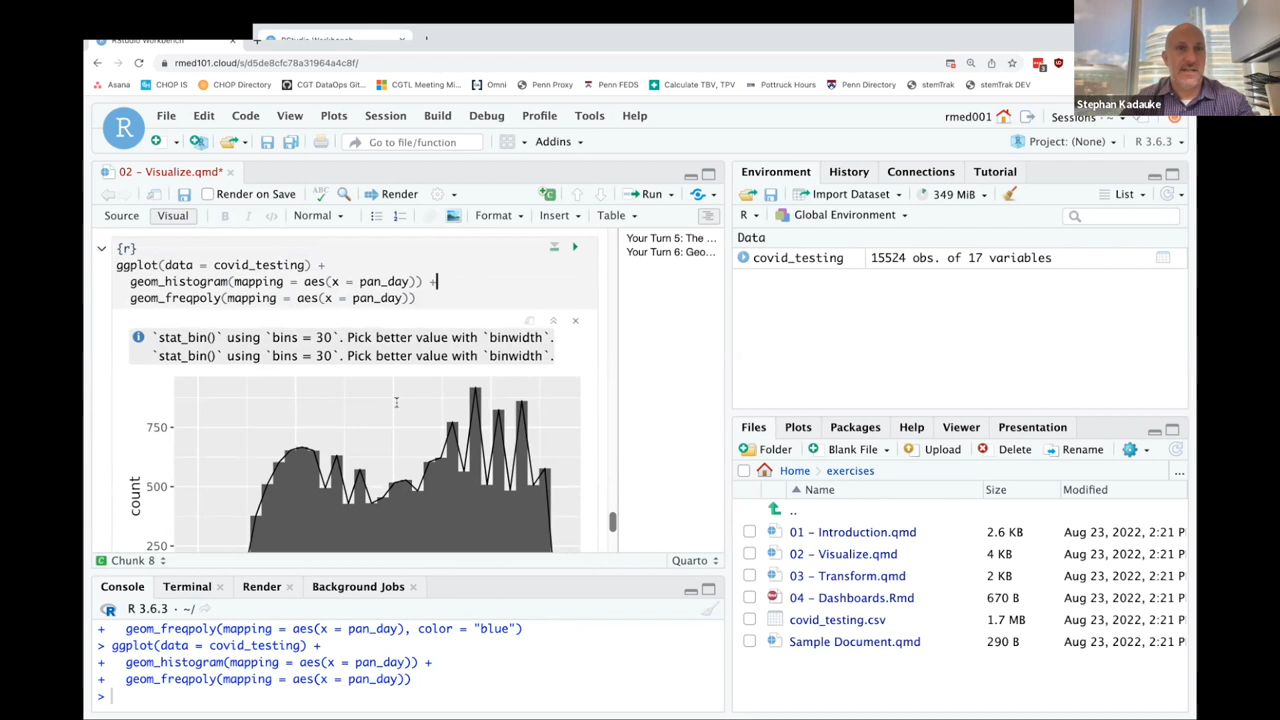 RStudio Workbench
RStudio Workbench
rmed101.cloud/s/d5de8cfc78a31964a4c8f/
Asana
CHOP IS
CHOP Directory
CGT DataOps Git...
CGTL Meeting Mi...
Omni
Penn Proxy
Penn FEDS
Calculate TBV, TPV
Pottruck Hours
Penn Directory
stemTrak
stemTrak DEV
Stephan Kadauke
File Edit Code View Plots Session Build Debug Profile Tools Help
rmed001
Sessions
Go to file/function
Addins
Project: (None)
R 3.6.3
02 - Visualize.qmd*
Render on Save
ABC
Render
Run
Source Visual
B I </> Normal
Format Insert Table
{r}
ggplot(data = covid_testing) +
geom_histogram(mapping = aes(x = pan_day)) +
geom_freqpoly(mapping = aes(x = pan_day))
`stat_bin()` using `bins = 30`. Pick better value with `binwidth`.
`stat_bin()` using `bins = 30`. Pick better value with `binwidth`.
750
500
250
count
Your Turn 5: The ...
Your Turn 6: Geo...
Chunk 8
Quarto
Console Terminal Render Background Jobs
R 3.6.3 · ~/
+ geom_freqpoly(mapping = aes(x = pan_day), color = "blue")
> ggplot(data = covid_testing) +
+ geom_histogram(mapping = aes(x = pan_day)) +
+ geom_freqpoly(mapping = aes(x = pan_day))
>
Environment History Connections Tutorial
Import Dataset
349 MiB
List
R
Global Environment
Data
covid_testing
15524 obs. of 17 variables
Files Plots Packages Help Viewer Presentation
Folder
Blank File
Upload
Delete
Rename
Home exercises
...
Name Size Modified
..
01 - Introduction.qmd 2.6 KB Aug 23, 2022, 2:21 P
02 - Visualize.qmd 4 KB Aug 23, 2022, 2:21 P
03 - Transform.qmd 2 KB Aug 23, 2022, 2:21 P
04 - Dashboards.Rmd 670 B Aug 23, 2022, 2:21 P
covid_testing.csv 1.7 MB Aug 23, 2022, 2:21 P
Sample Document.qmd 290 B Aug 23, 2022, 2:21 P